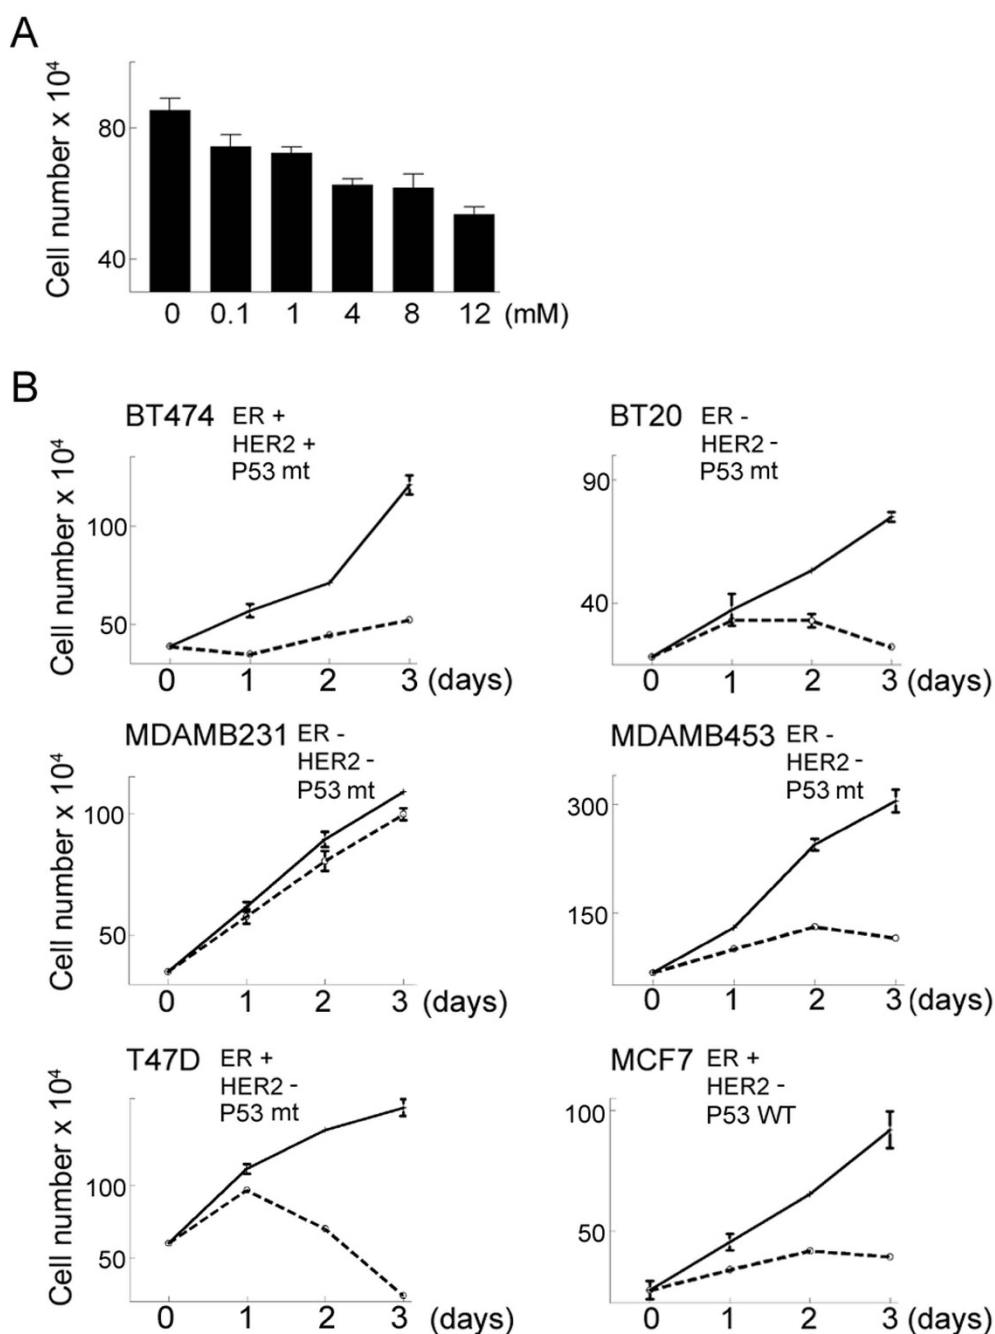 A
Cell number x 10⁴
80
40
0 0.1 1 4 8 12 (mM)
B
BT474 ER +
HER2 +
P53 mt
Cell number x 10⁴
100
50
0 1 2 3 (days)
BT20 ER -
HER2 -
P53 mt
90
40
0 1 2 3 (days)
MDAMB231 ER -
HER2 -
P53 mt
Cell number x 10⁴
100
50
0 1 2 3 (days)
MDAMB453 ER -
HER2 -
P53 mt
300
150
0 1 2 3 (days)
T47D ER +
HER2 -
P53 mt
Cell number x 10⁴
100
50
0 1 2 3 (days)
MCF7 ER +
HER2 -
P53 WT
100
50
0 1 2 3 (days)